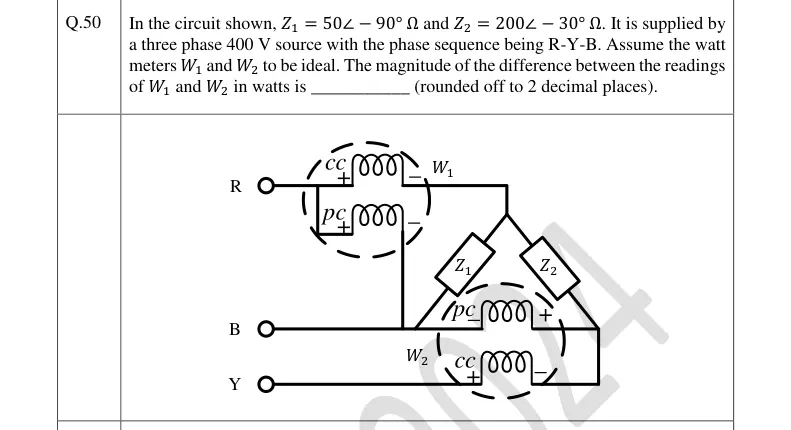 Q.50
In the circuit shown, 𝑍₁ = 50∠ − 90° Ω and 𝑍₂ = 200∠ − 30° Ω. It is supplied by
a three phase 400 V source with the phase sequence being R-Y-B. Assume the watt
meters 𝑊₁ and 𝑊₂ to be ideal. The magnitude of the difference between the readings
of 𝑊₁ and 𝑊₂ in watts is ____________ (rounded off to 2 decimal places).
cc
+
−
W₁
R
pc
+
−
Z₁
Z₂
pc
−
+
B
W₂
cc
+
−
Y
2024